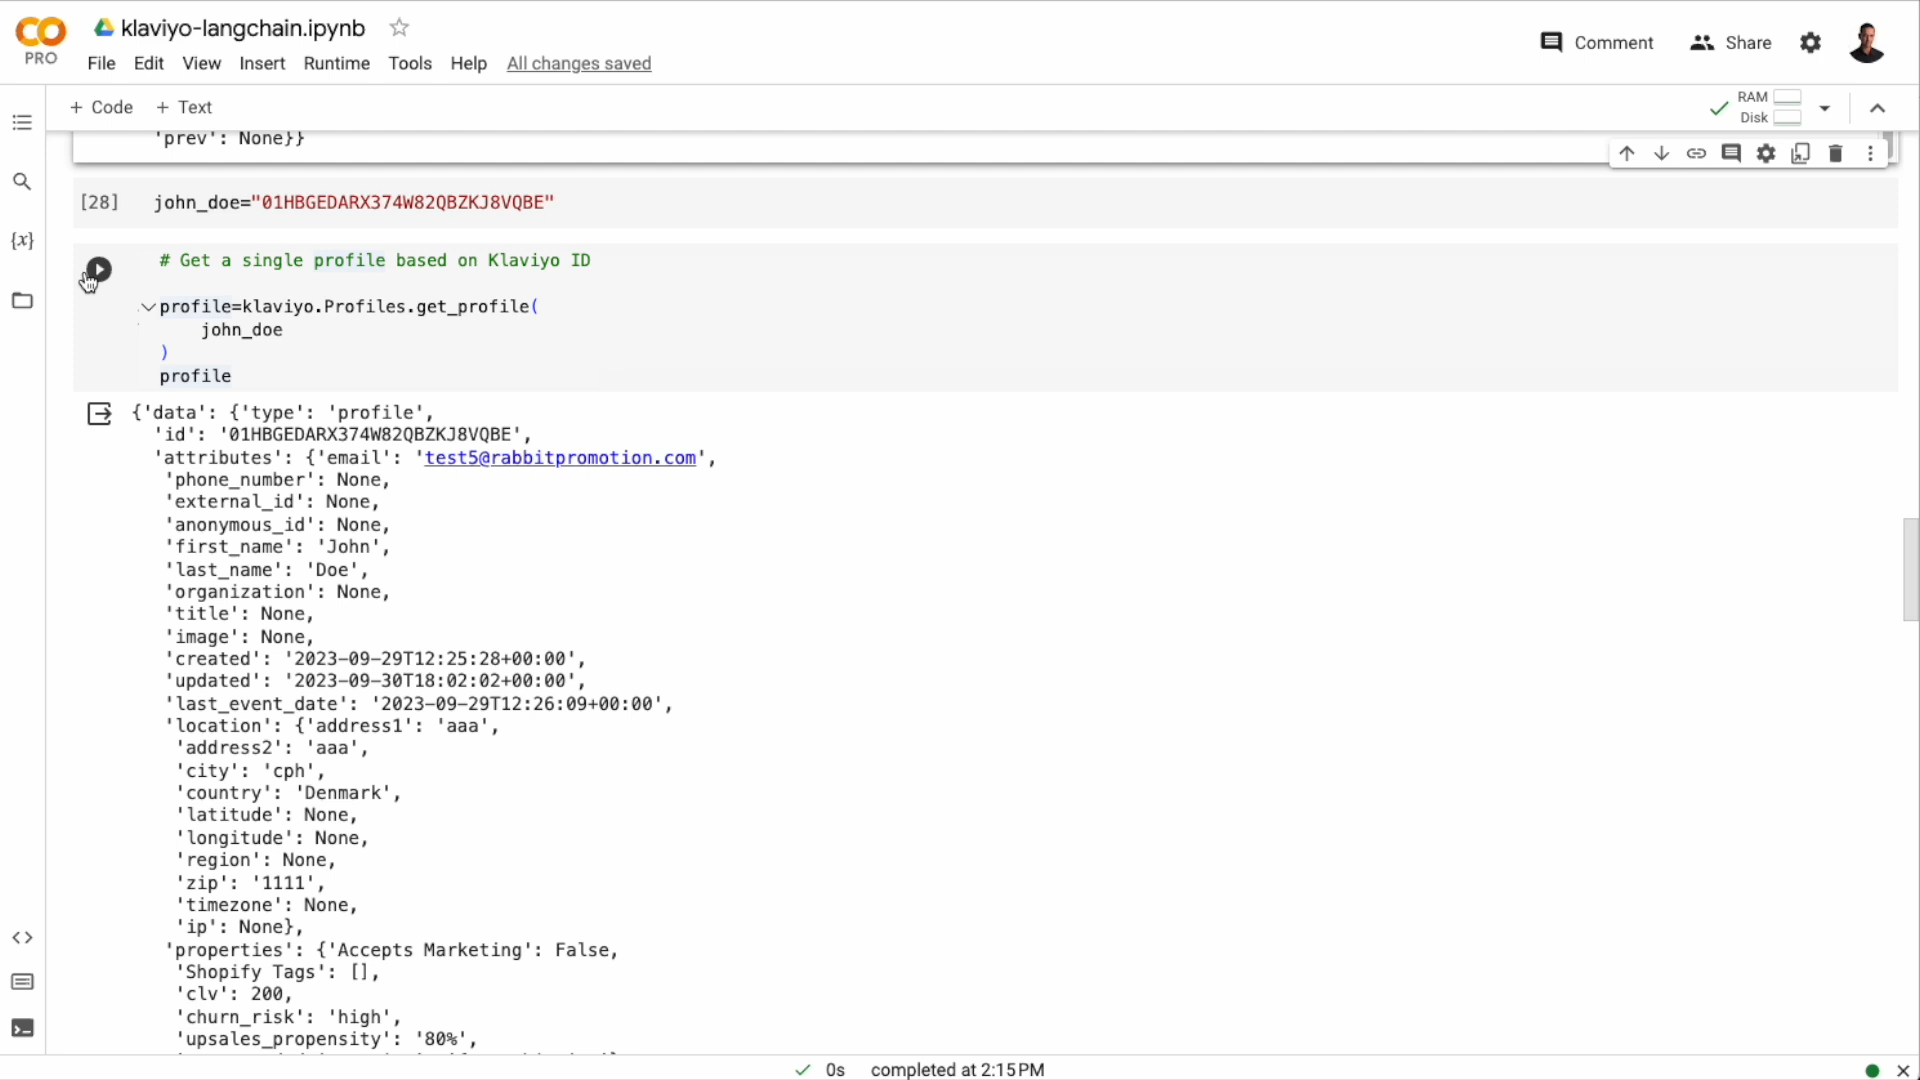 klaviyo-langchain.ipynb
PRO
File Edit View Insert Runtime Tools Help All changes saved
Comment Share
+ Code + Text
RAM
Disk
'prev': None}}
[28] john_doe="01HBGEDARX374W82QBZKJ8VQBE"
{x}
# Get a single profile based on Klaviyo ID
profile=klaviyo.Profiles.get_profile(
john_doe
)
profile
{'data': {'type': 'profile',
'id': '01HBGEDARX374W82QBZKJ8VQBE',
'attributes': {'email': 'test5@rabbitpromotion.com',
'phone_number': None,
'external_id': None,
'anonymous_id': None,
'first_name': 'John',
'last_name': 'Doe',
'organization': None,
'title': None,
'image': None,
'created': '2023-09-29T12:25:28+00:00',
'updated': '2023-09-30T18:02:02+00:00',
'last_event_date': '2023-09-29T12:26:09+00:00',
'location': {'address1': 'aaa',
'address2': 'aaa',
'city': 'cph',
'country': 'Denmark',
'latitude': None,
'longitude': None,
'region': None,
'zip': '1111',
'timezone': None,
'ip': None},
'properties': {'Accepts Marketing': False,
'Shopify Tags': [],
'clv': 200,
'churn_risk': 'high',
'upsales_propensity': '80%',
0s completed at 2:15 PM